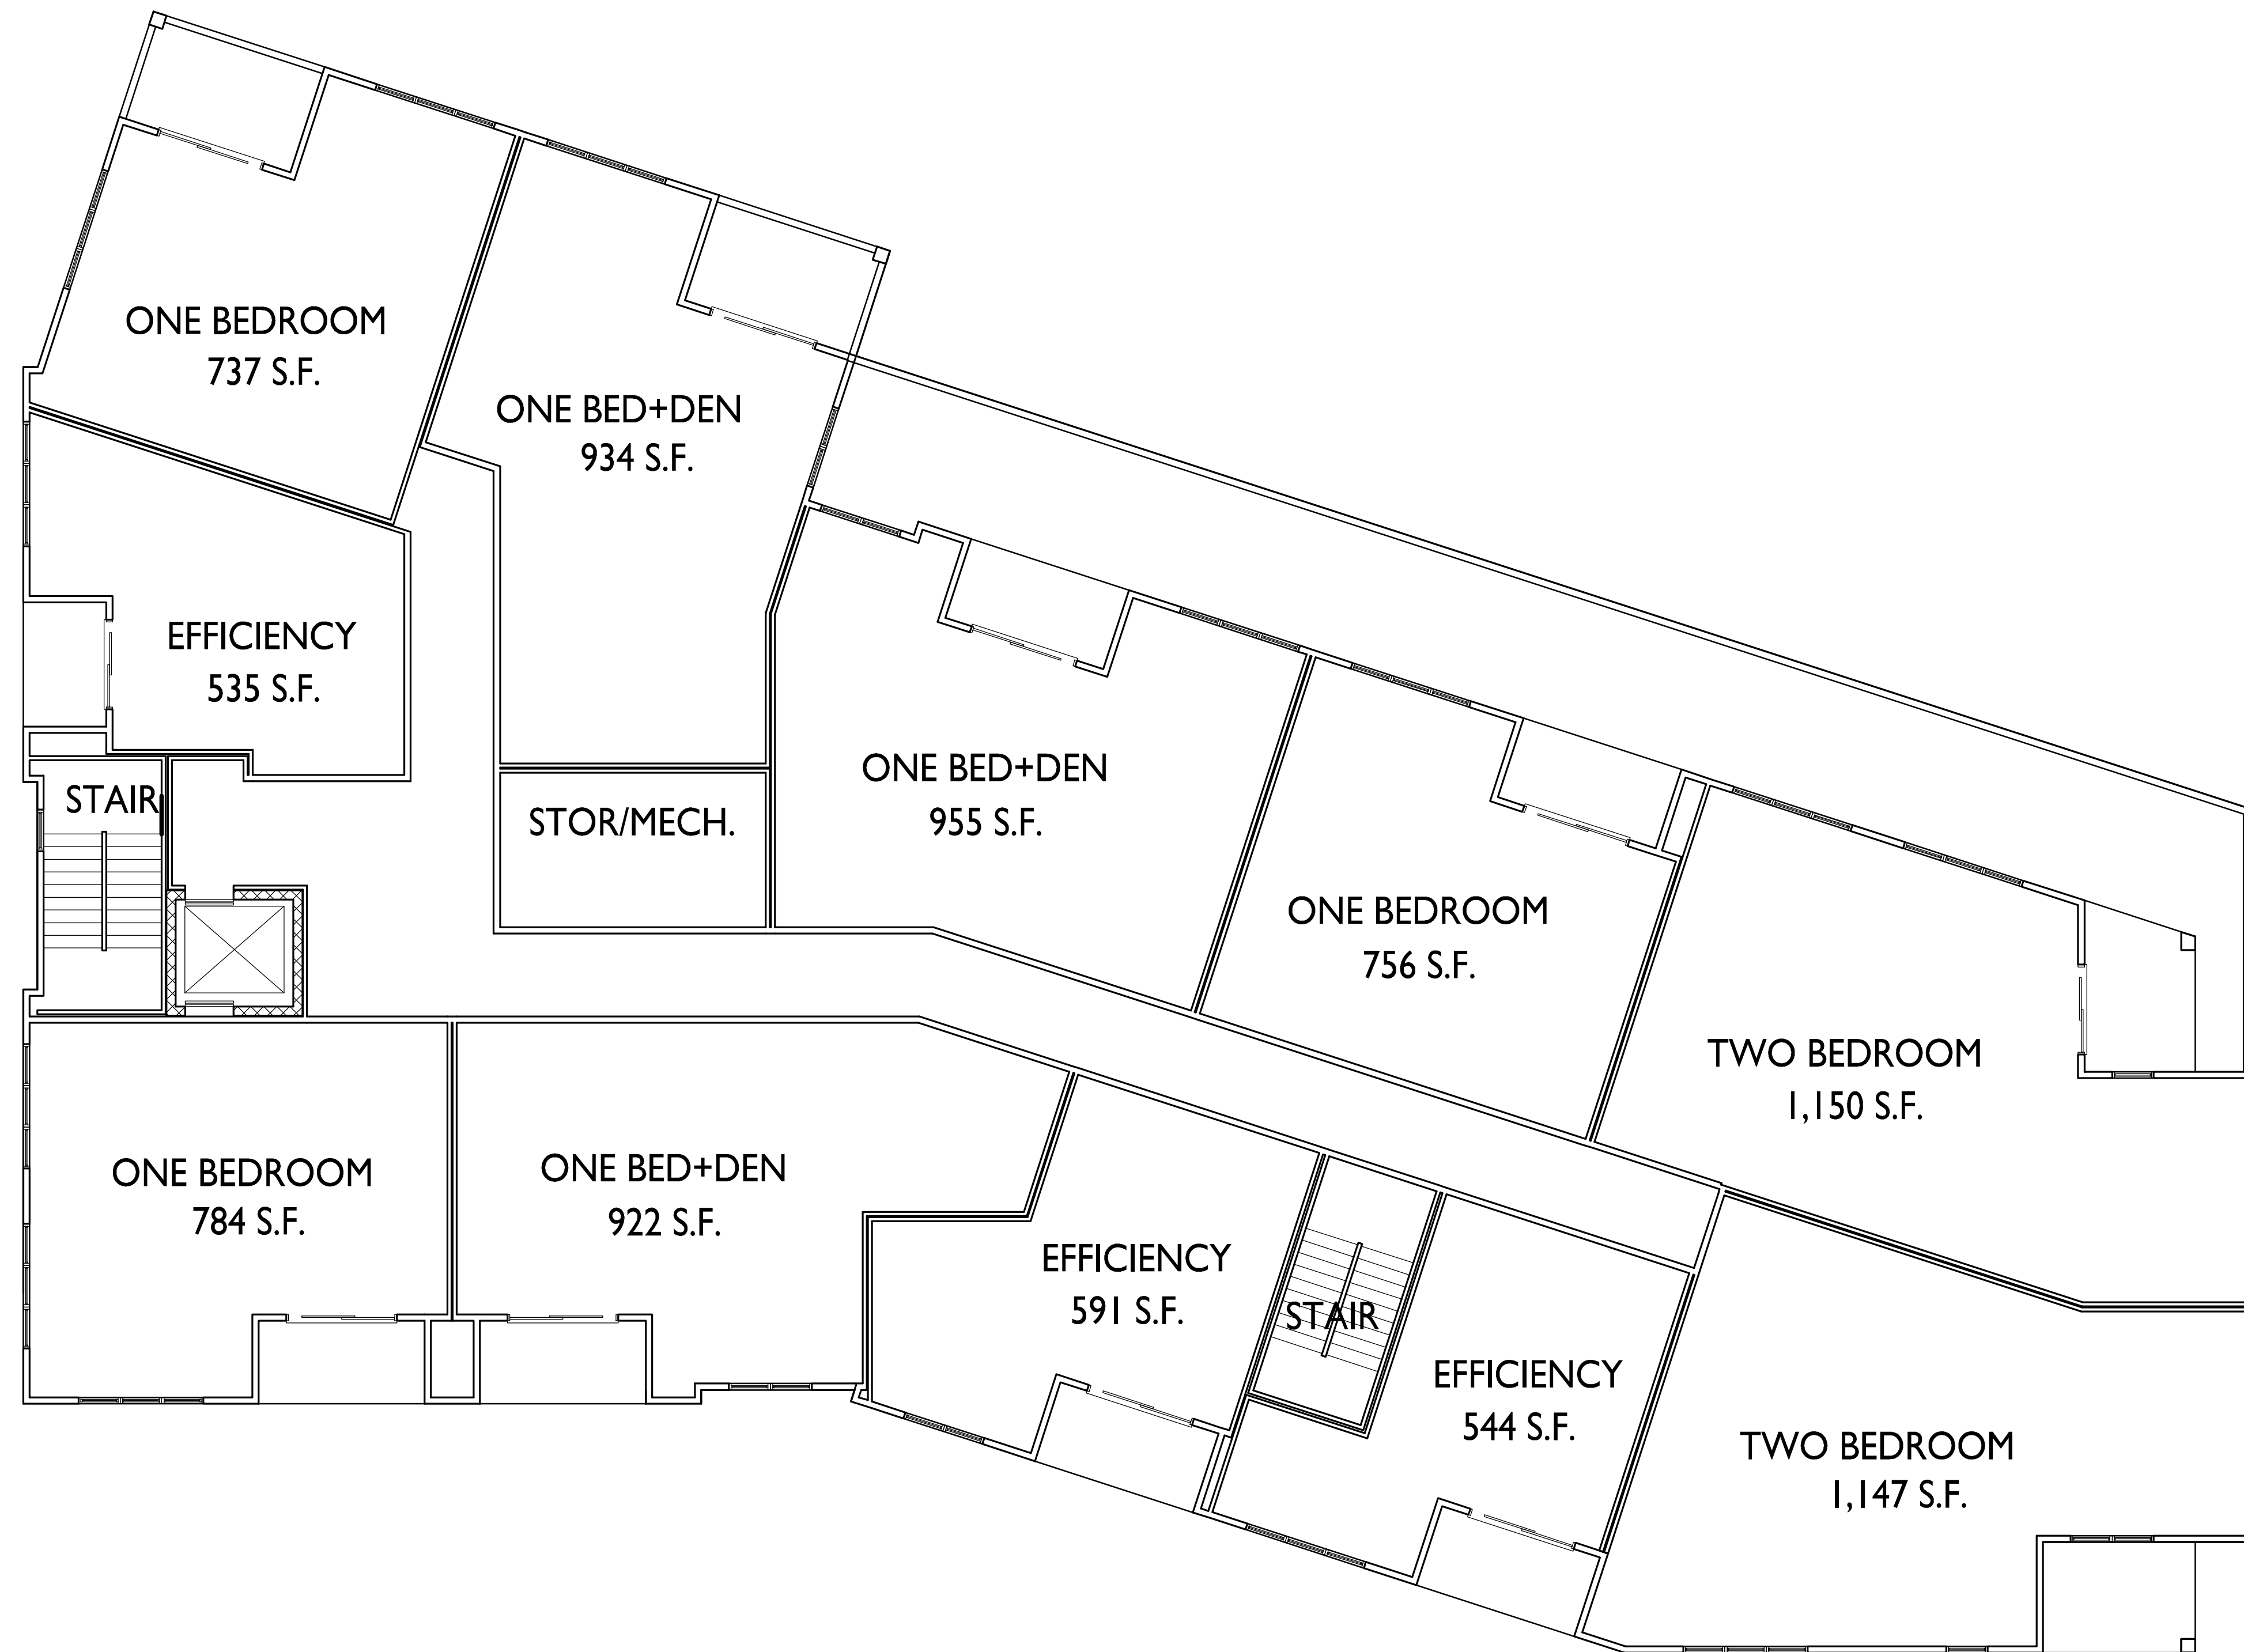 ONE BEDROOM
737 S.F.
ONE BED+DEN
934 S.F.
EFFICIENCY
535 S.F.
STAIR
STOR/MECH.
ONE BED+DEN
955 S.F.
ONE BEDROOM
756 S.F.
TWO BEDROOM
1,150 S.F.
ONE BEDROOM
784 S.F.
ONE BED+DEN
922 S.F.
EFFICIENCY
591 S.F.
STAIR
EFFICIENCY
544 S.F.
TWO BEDROOM
1,147 S.F.